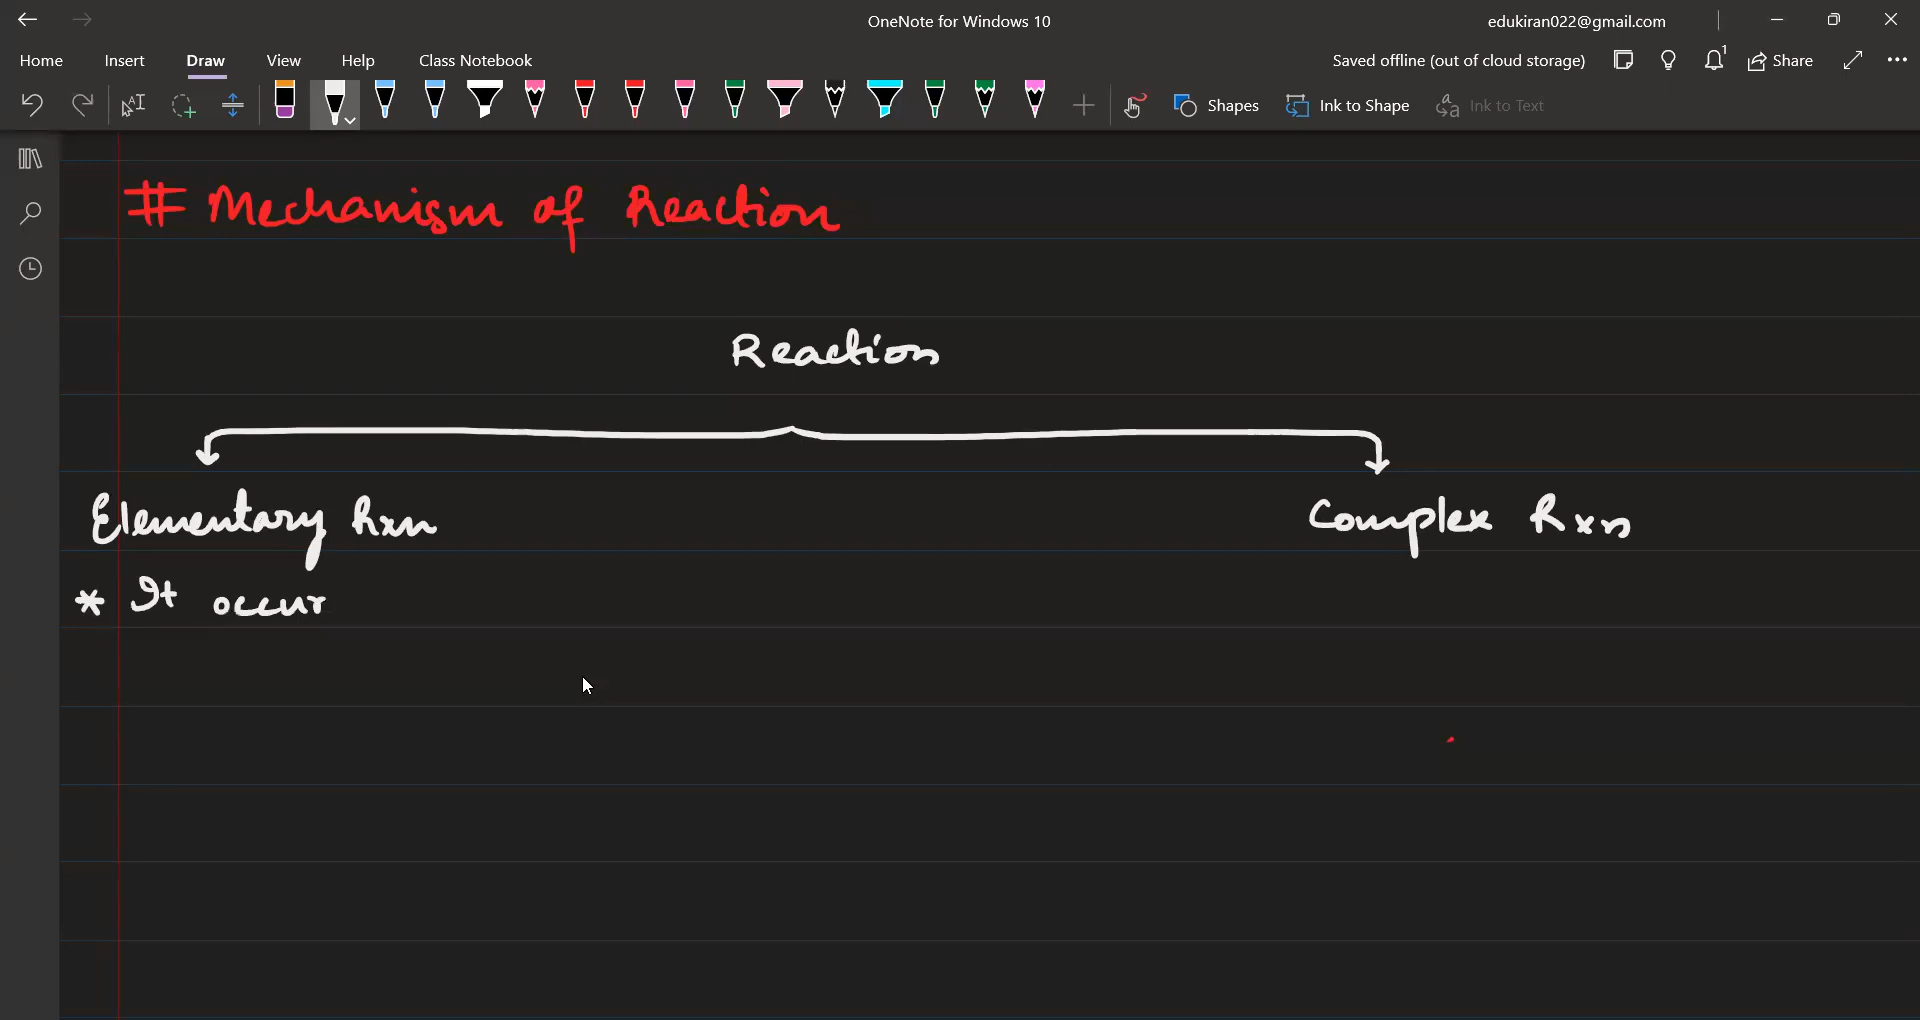 OneNote for Windows 10
edukiran022@gmail.com
Home Insert Draw View Help Class Notebook
Saved offline (out of cloud storage) 1 Share
Shapes Ink to Shape Ink to Text
# Mechanism of Reaction
Reaction
Elementary Rxn Complex Rxn
* It occur